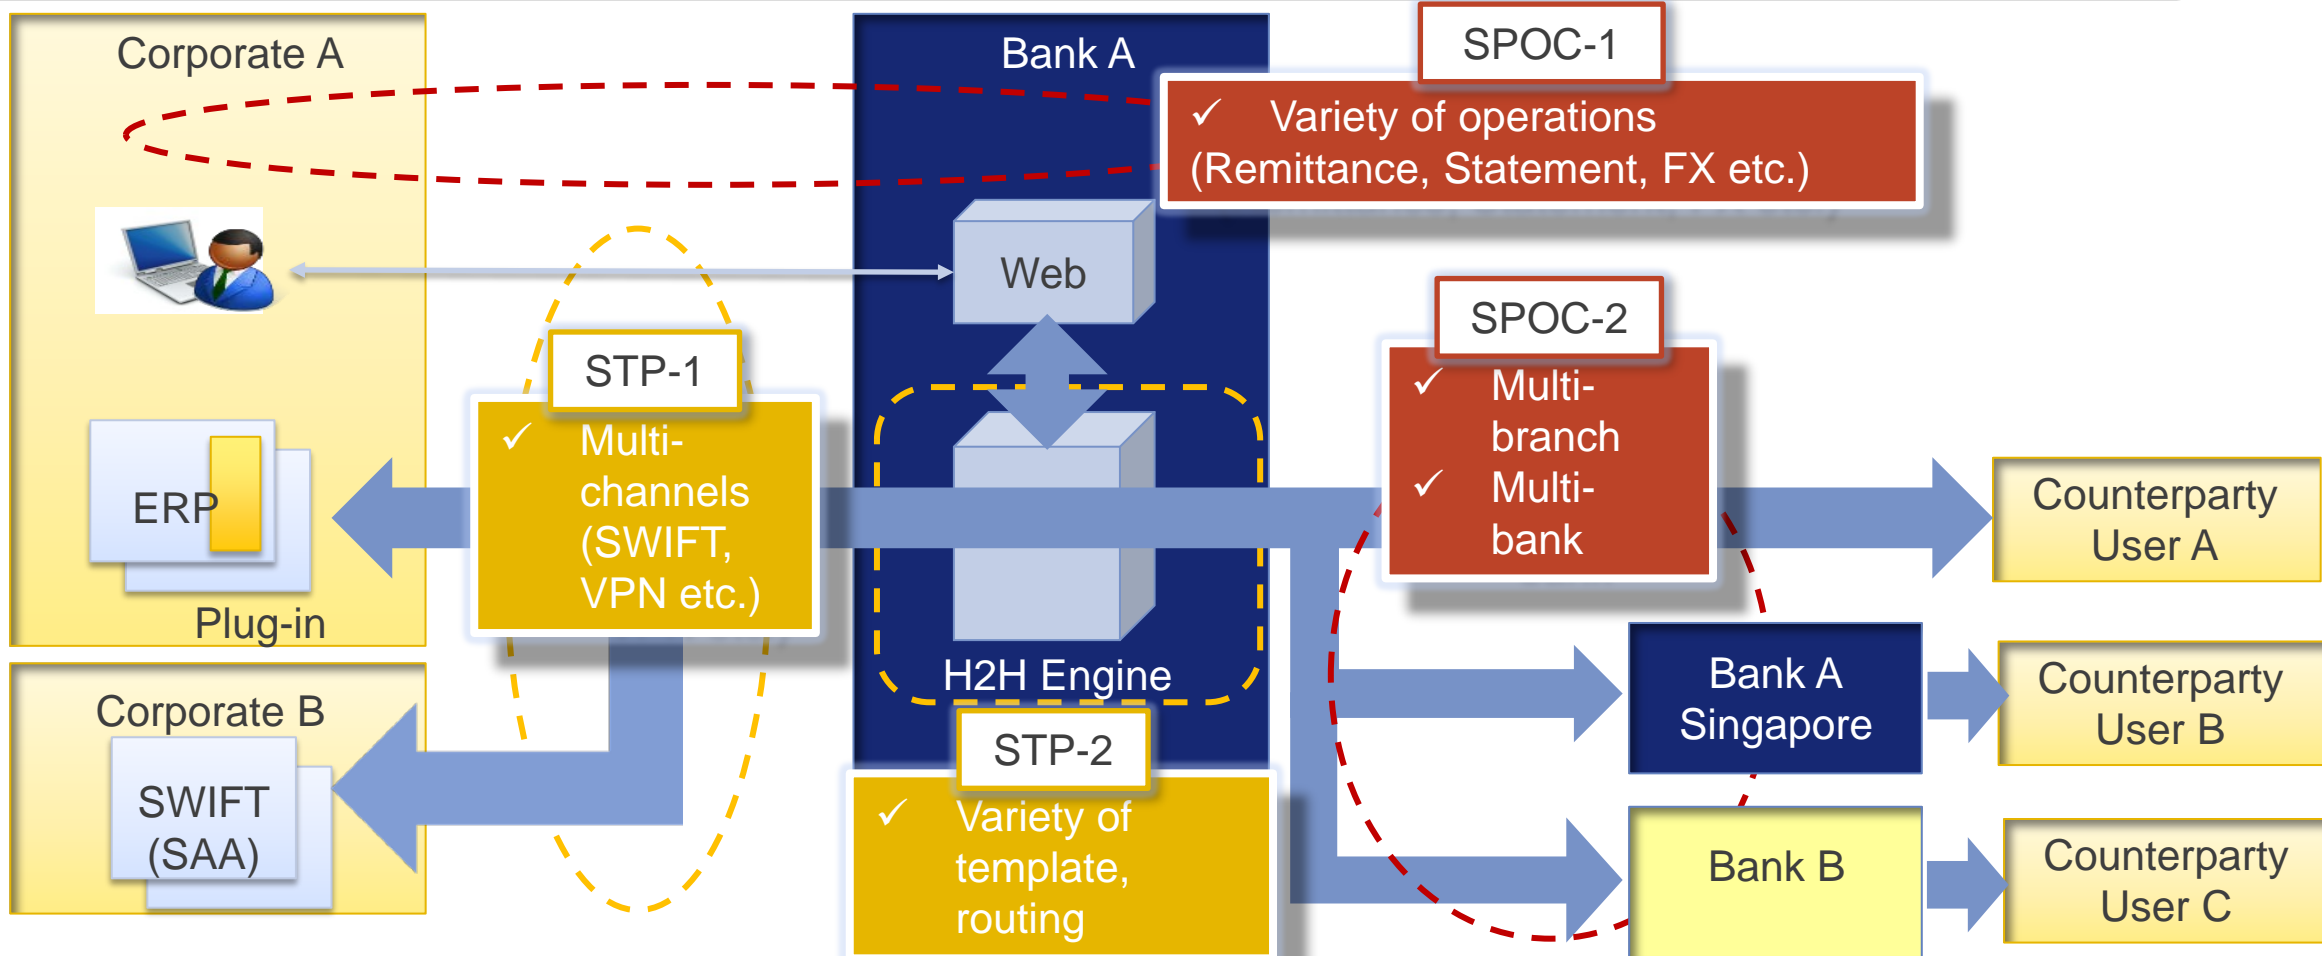 Corporate A
Bank A
SPOC-1
✓ Variety of operations
(Remittance, Statement, FX etc.)
Web
STP-1
✓ Multi-
channels
(SWIFT,
VPN etc.)
SPOC-2
✓ Multi-
branch
✓ Multi-
bank
ERP
Plug-in
H2H Engine
Counterparty
User A
Corporate B
SWIFT
(SAA)
STP-2
✓ Variety of
template,
routing
Bank A
Singapore
Counterparty
User B
Bank B
Counterparty
User C